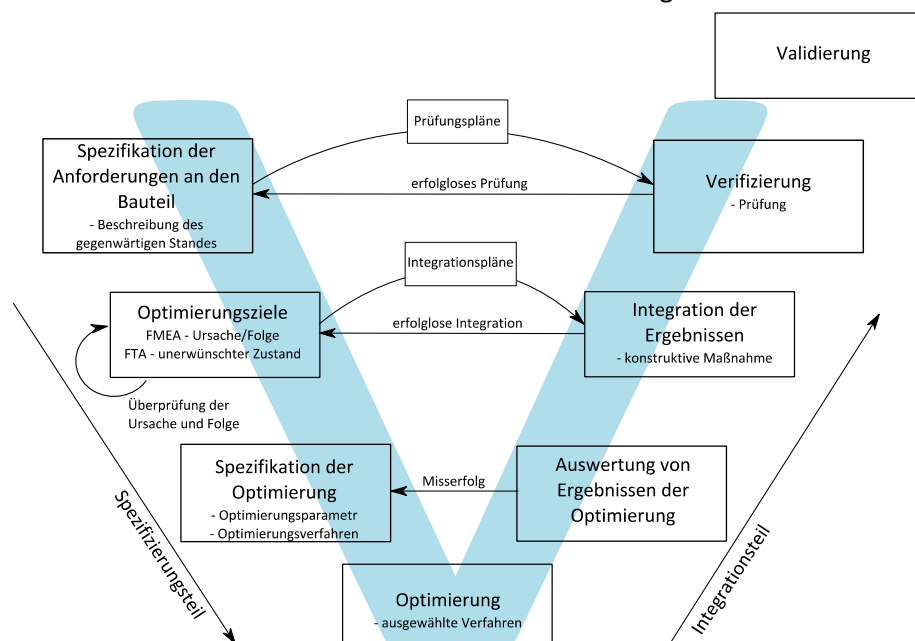 Validierung
Prüfungspläne
Spezifikation der
Anforderungen an den
Bauteil
- Beschreibung des
gegenwärtigen Standes
erfolgloses Prüfung
Verifizierung
- Prüfung
Integrationspläne
Optimierungsziele
FMEA - Ursache/Folge
FTA - unerwünschter Zustand
erfolglose Integration
Integration der
Ergebnissen
- konstruktive Maßnahme
Überprüfung der
Ursache und Folge
Spezifikation der
Optimierung
- Optimierungsparametr
- Optimierungsverfahren
Misserfolg
Auswertung von
Ergebnissen der
Optimierung
Spezifizierungsteil
Integrationsteil
Optimierung
- ausgewählte Verfahren